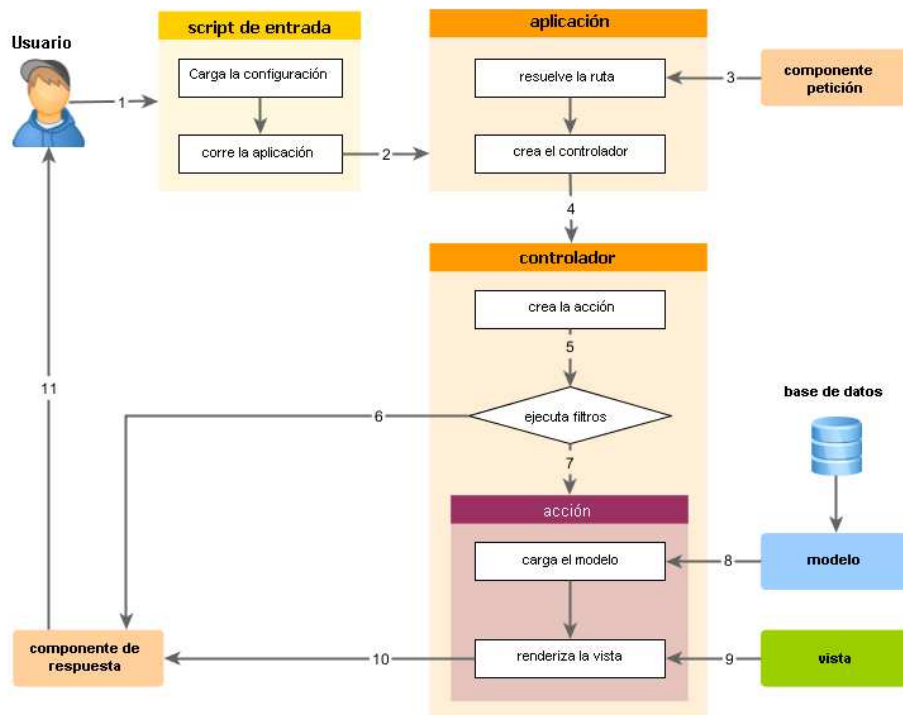 Usuario
script de entrada
Carga la configuración
corre la aplicación
1
2
aplicación
resuelve la ruta
crea el controlador
3
componente
petición
4
controlador
crea la acción
5
ejecuta filtros
6
7
acción
carga el modelo
renderiza la vista
base de datos
8
modelo
9
vista
10
componente de
respuesta
11